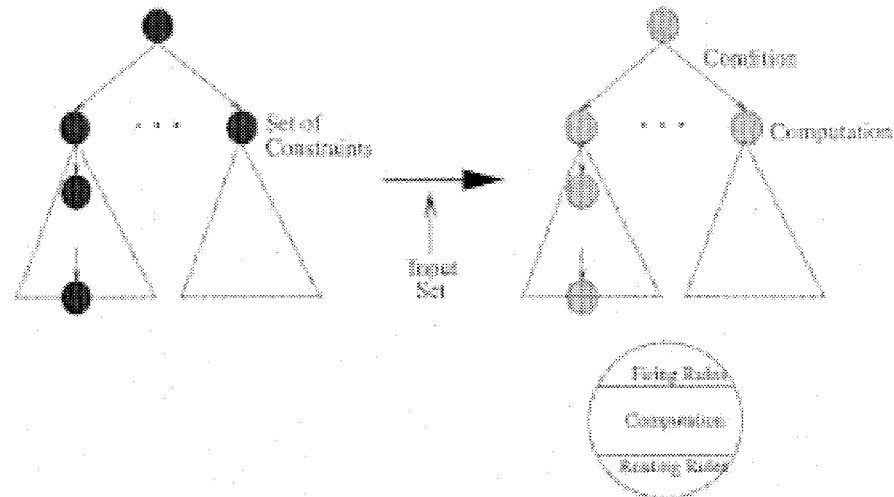 Condition
Set of
Constraints
Computation
Input
Set
Firing Rules
Computation
Routing Rules